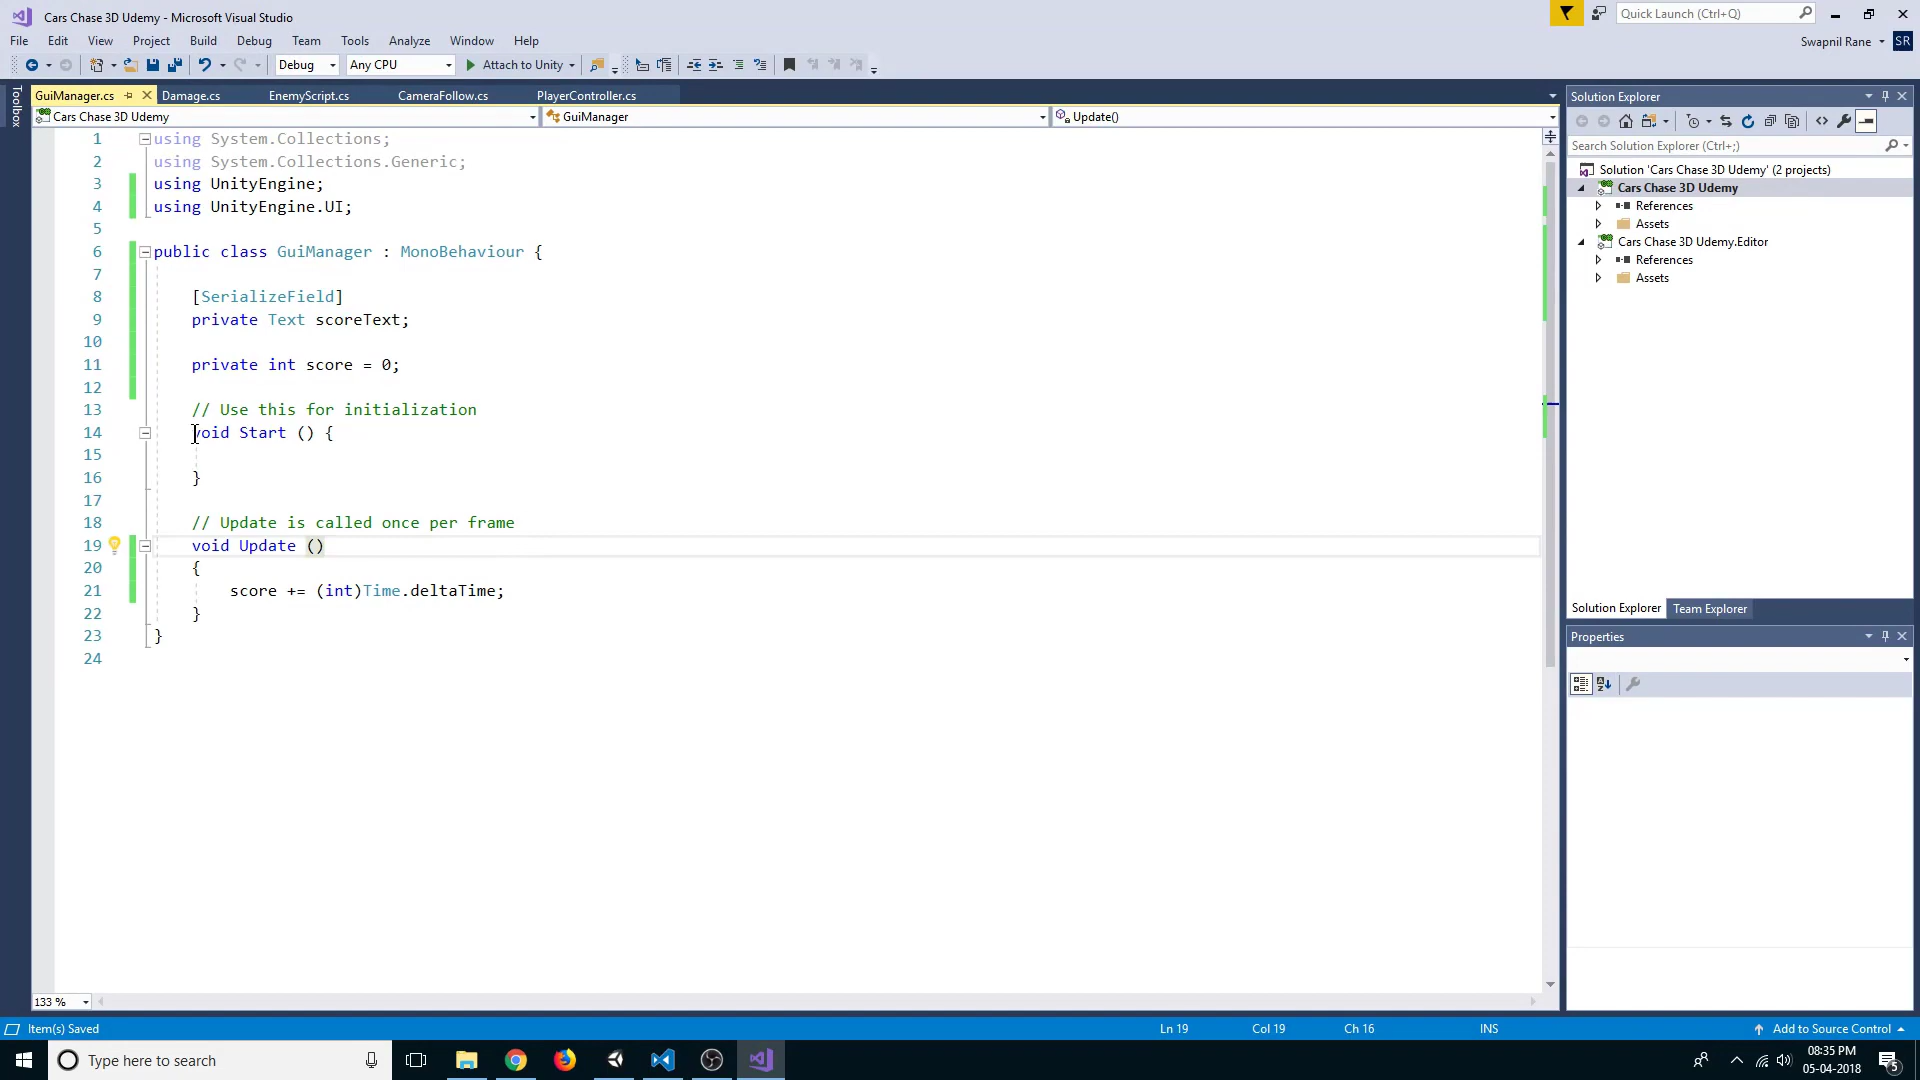 Cars Chase 3D Udemy - Microsoft Visual Studio
Quick Launch (Ctrl+Q)
File Edit View Project Build Debug Team Tools Analyze Window Help
Swapnil Rane SR
Debug Any CPU Attach to Unity
Toolbox
GuiManager.cs Damage.cs EnemyScript.cs CameraFollow.cs PlayerController.cs
Cars Chase 3D Udemy GuiManager Update()
1 using System.Collections;
2 using System.Collections.Generic;
3 using UnityEngine;
4 using UnityEngine.UI;
5
6 public class GuiManager : MonoBehaviour {
7
8 [SerializeField]
9 private Text scoreText;
10
11 private int score = 0;
12
13 // Use this for initialization
14 void Start () {
15
16 }
17
18 // Update is called once per frame
19 void Update ()
20 {
21 score += (int)Time.deltaTime;
22 }
23 }
24
133 %
Solution Explorer
Search Solution Explorer (Ctrl+;)
Solution 'Cars Chase 3D Udemy' (2 projects)
Cars Chase 3D Udemy
References
Assets
Cars Chase 3D Udemy.Editor
References
Assets
Solution Explorer Team Explorer
Properties
Item(s) Saved Ln 19 Col 19 Ch 16 INS Add to Source Control
Type here to search
08:35 PM
05-04-2018
5